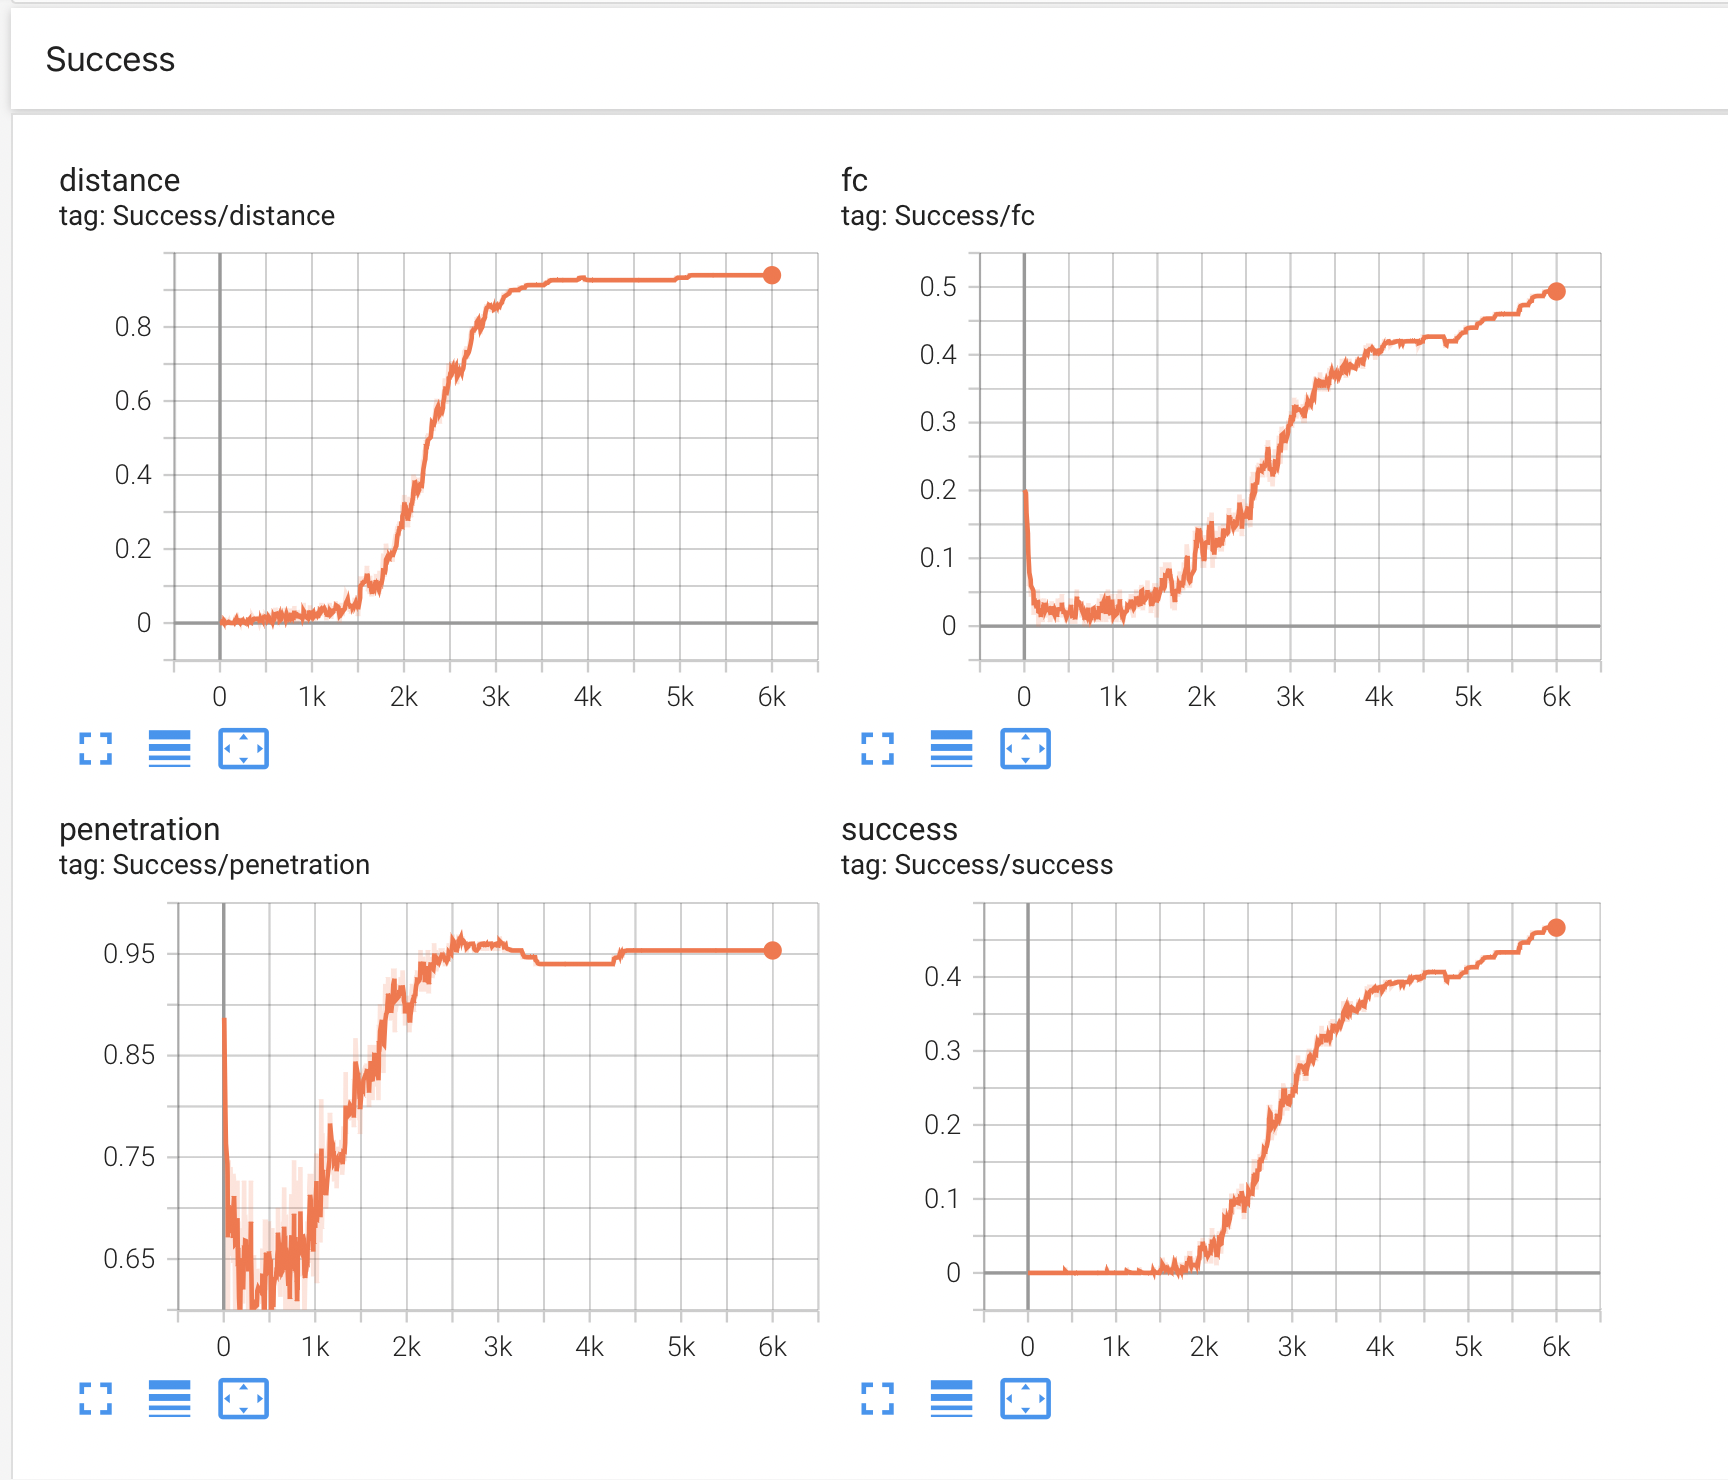 Success
distance
tag: Success/distance
0.8
0.6
0.4
0.2
0
0 1k 2k 3k 4k 5k 6k
fc
tag: Success/fc
0.5
0.4
0.3
0.2
0.1
0
0 1k 2k 3k 4k 5k 6k
penetration
tag: Success/penetration
0.95
0.85
0.75
0.65
0 1k 2k 3k 4k 5k 6k
success
tag: Success/success
0.4
0.3
0.2
0.1
0
0 1k 2k 3k 4k 5k 6k